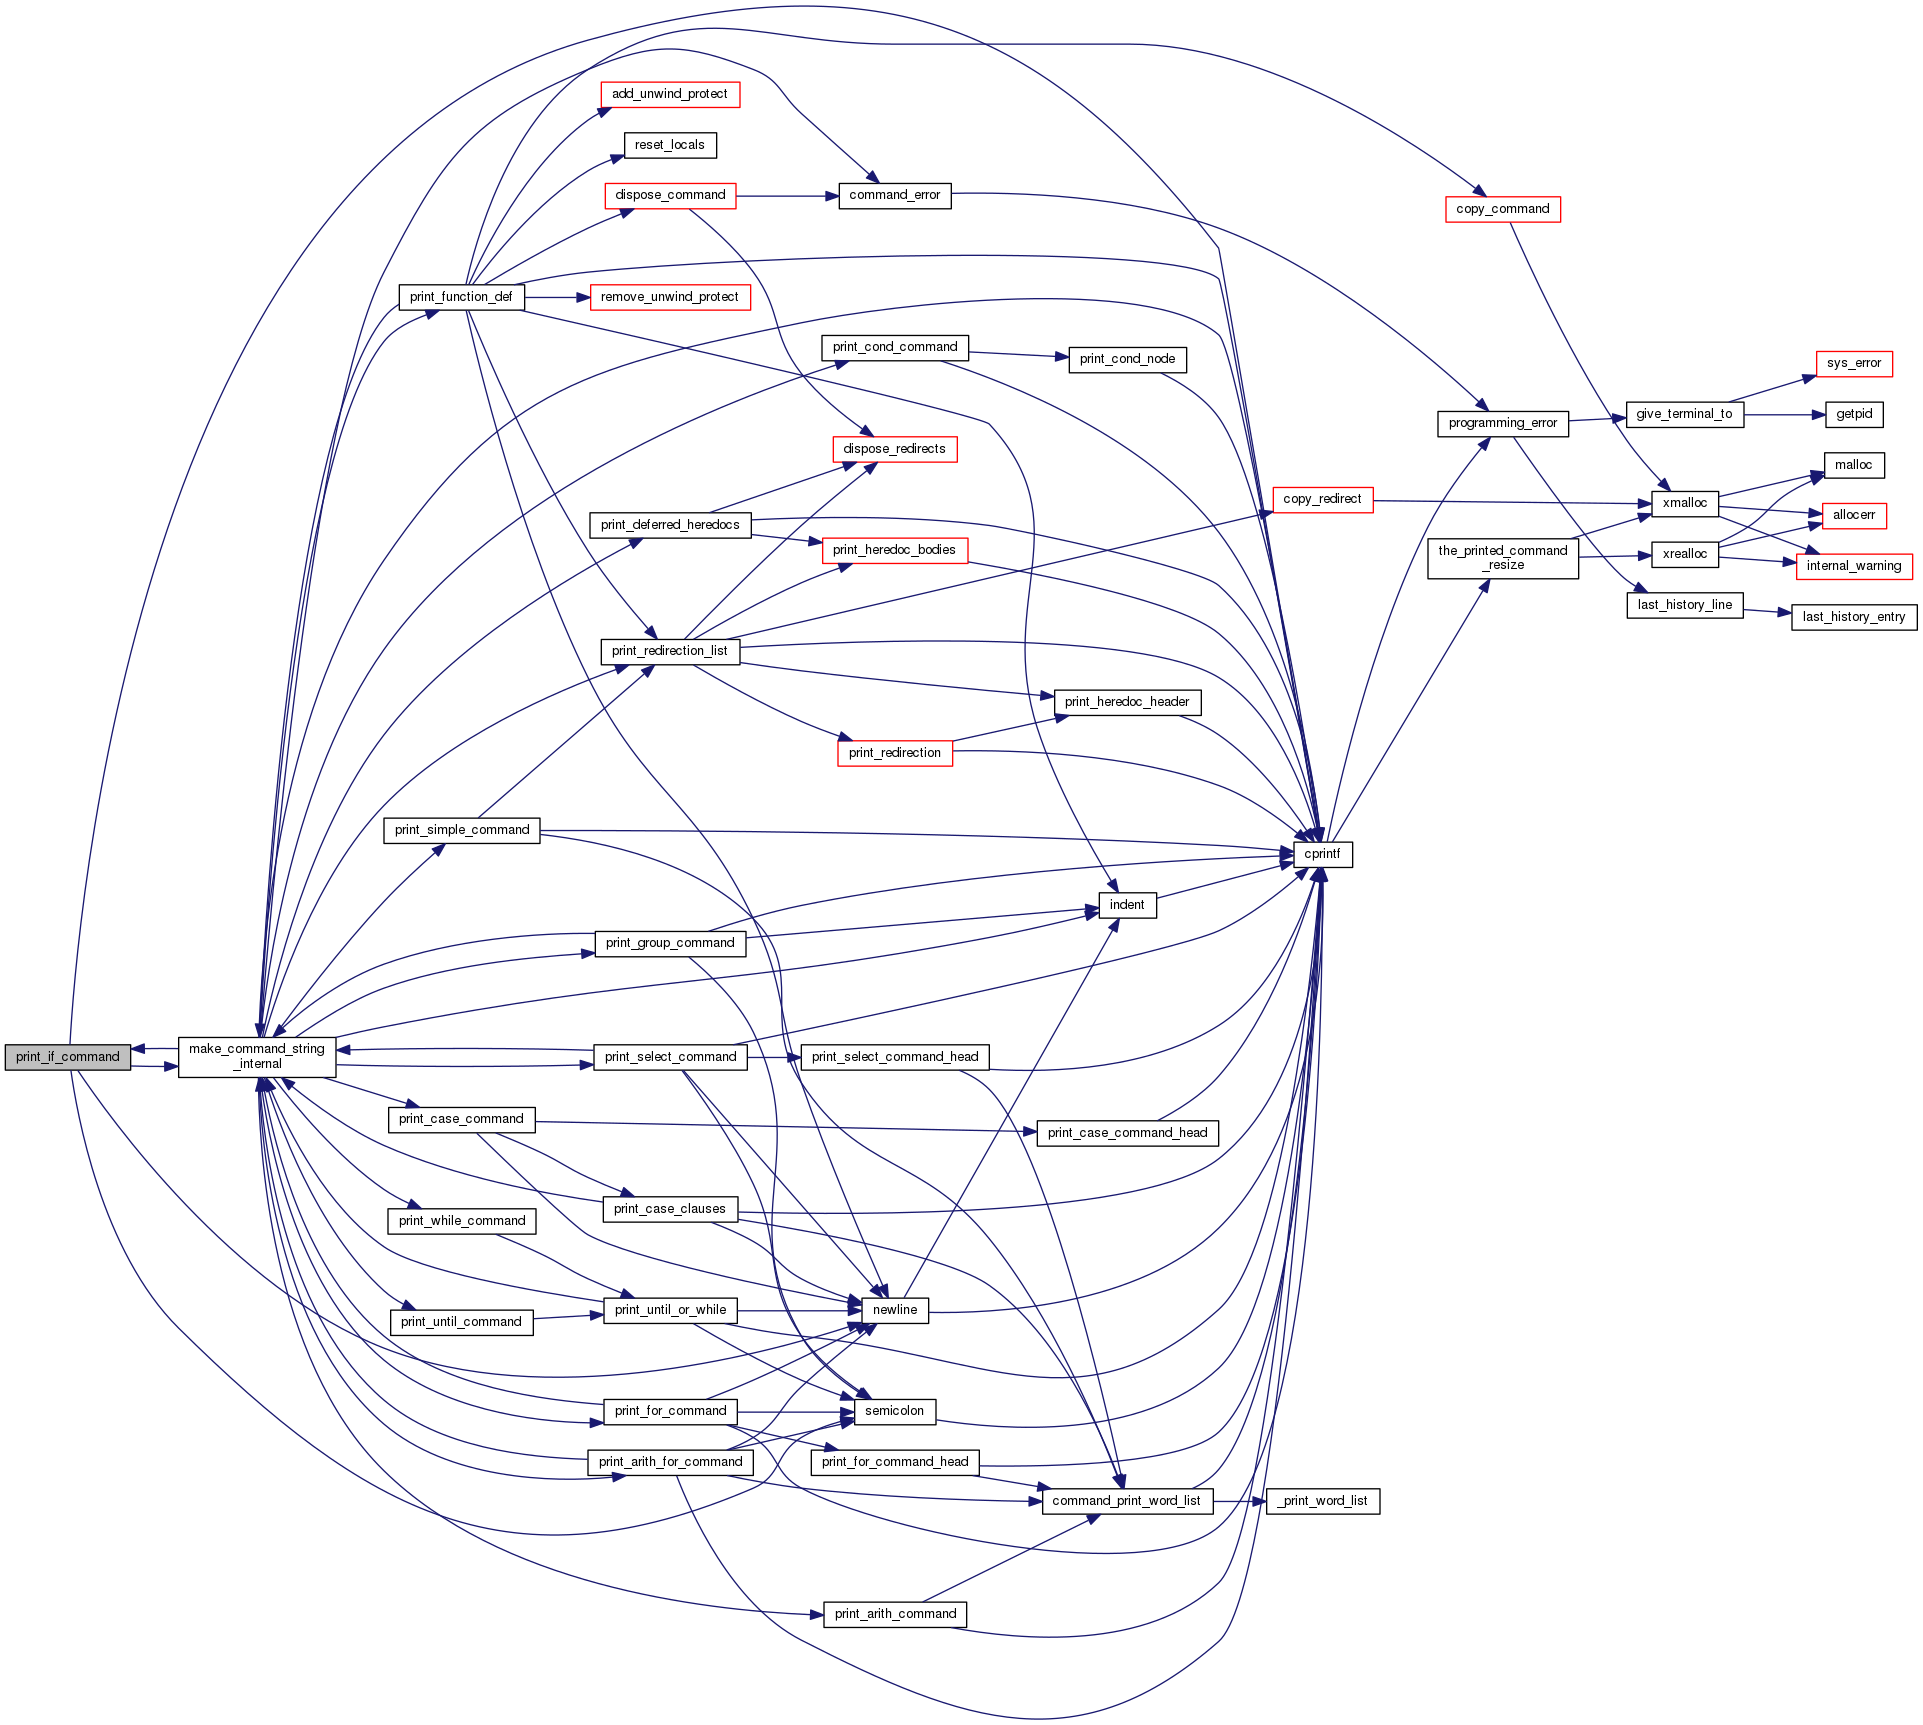 add_unwind_protect
reset_locals
dispose_command
command_error
copy_command
print_function_def
remove_unwind_protect
print_cond_command
print_cond_node
sys_error
give_terminal_to
getpid
programming_error
dispose_redirects
malloc
copy_redirect
xmalloc
allocerr
print_deferred_heredocs
print_heredoc_bodies
the_printed_command
_resize
xrealloc
internal_warning
last_history_line
last_history_entry
print_redirection_list
print_heredoc_header
print_redirection
print_simple_command
cprintf
indent
print_group_command
print_if_command
make_command_string
_internal
print_select_command
print_select_command_head
print_case_command
print_case_command_head
print_case_clauses
print_while_command
print_until_or_while
newline
print_until_command
print_for_command
semicolon
print_arith_for_command
print_for_command_head
command_print_word_list
_print_word_list
print_arith_command